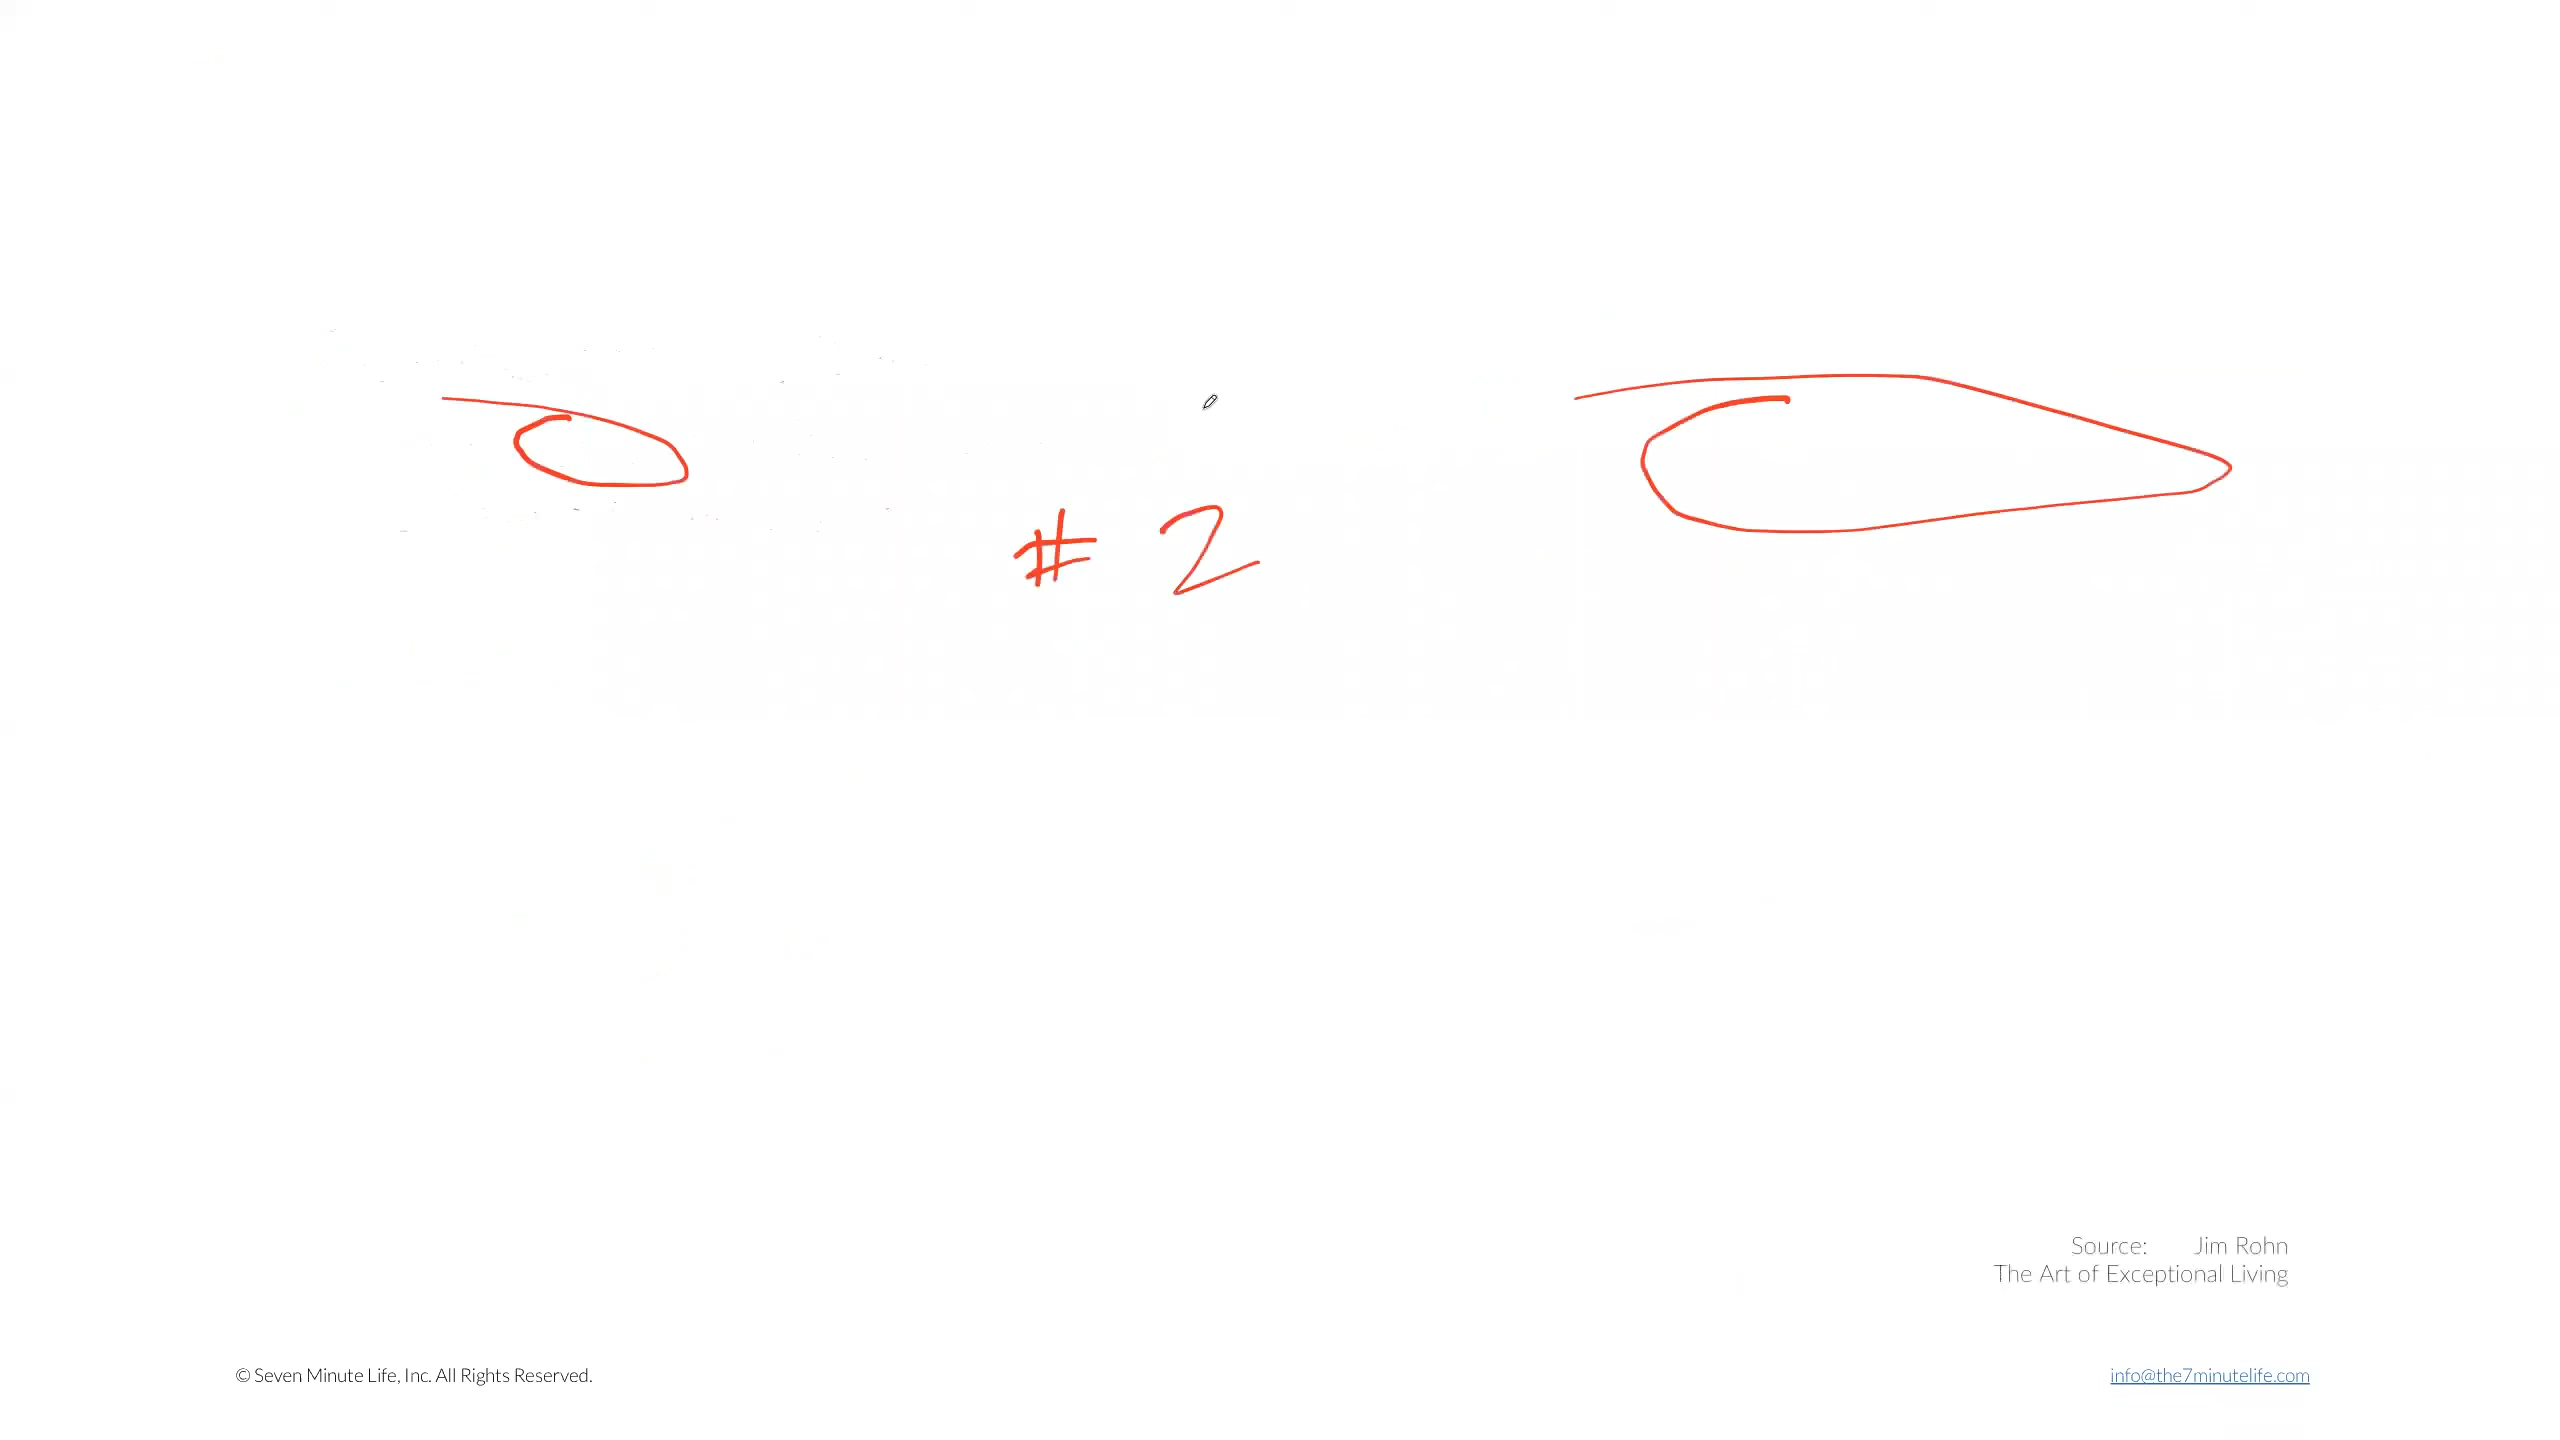 # 2
Source: Jim Rohn
The Art of Exceptional Living
© Seven Minute Life, Inc. All Rights Reserved.
info@the7minutelife.com